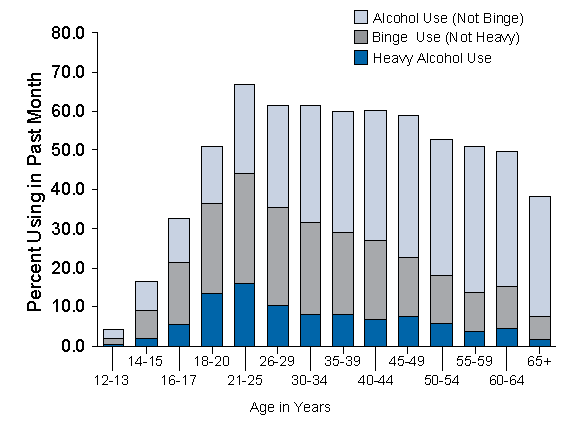 Alcohol Use (Not Binge)
Binge Use (Not Heavy)
Heavy Alcohol Use
Percent Using in Past Month
80.0
70.0
60.0
50.0
40.0
30.0
20.0
10.0
0.0
14-15 18-20 26-29 35-39 45-49 55-59 65+
12-13 16-17 21-25 30-34 40-44 50-54 60-64
Age in Years